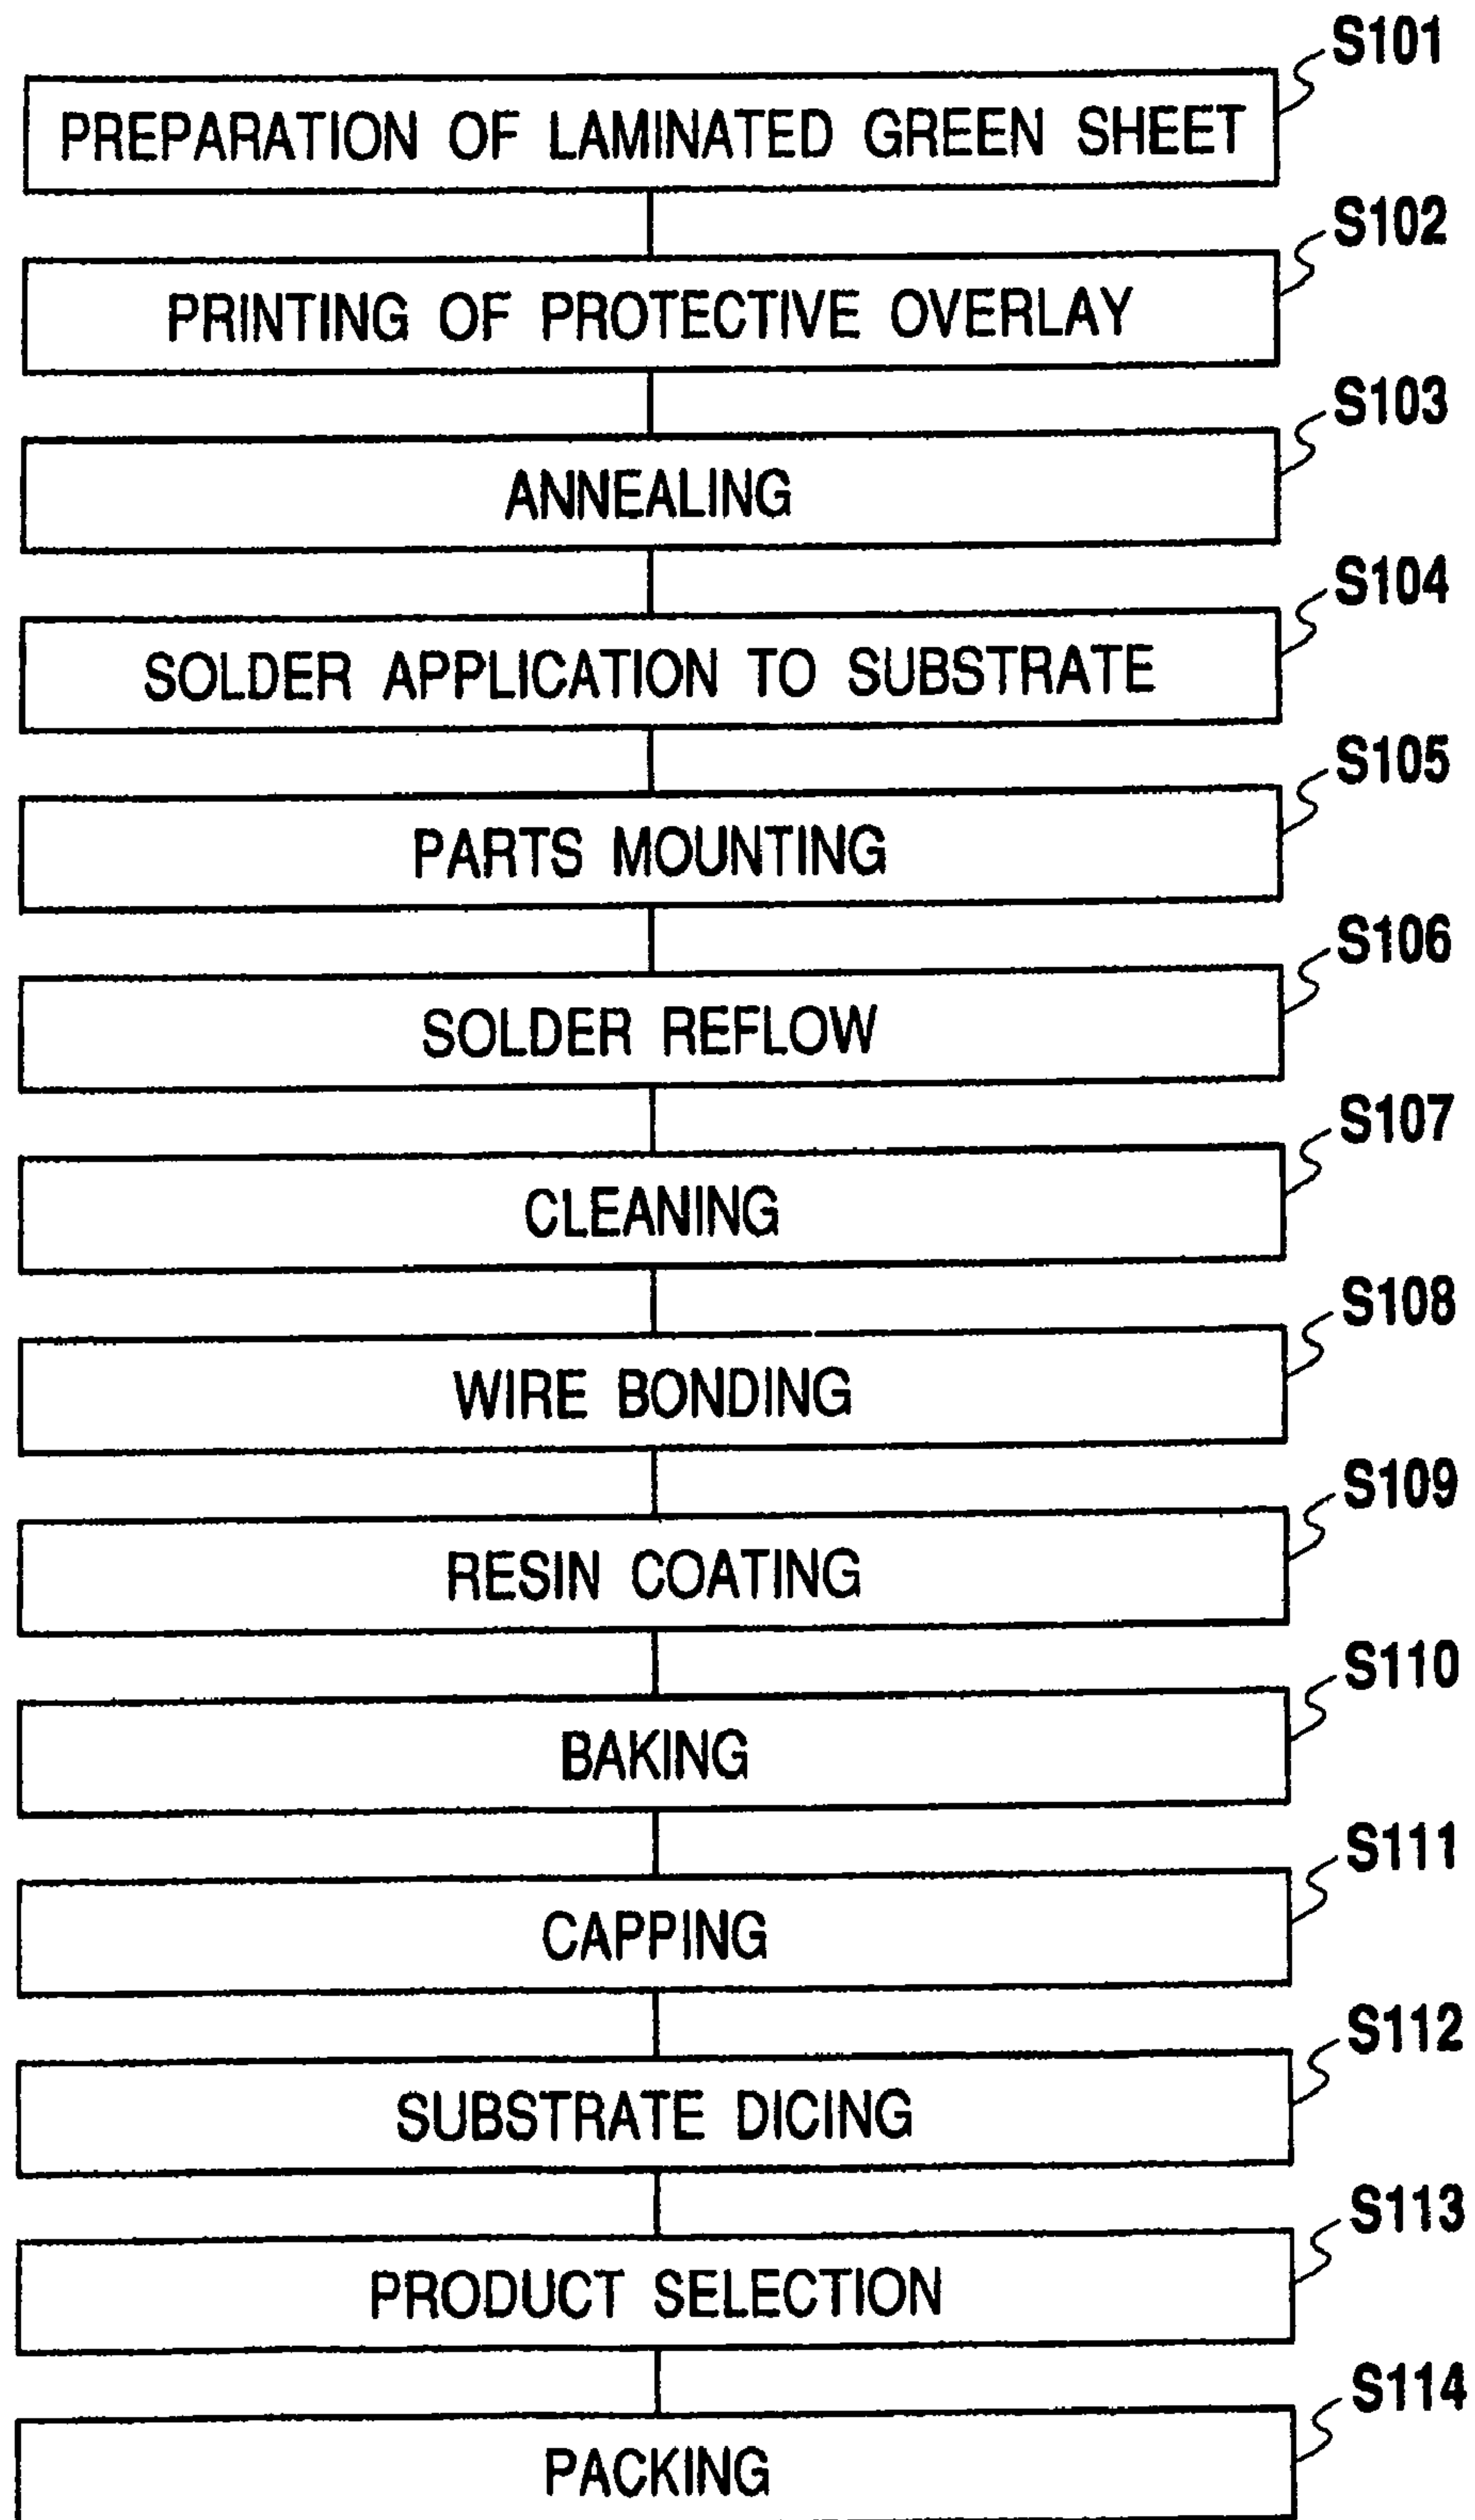 S101
PREPARATION OF LAMINATED GREEN SHEET
S102
PRINTING OF PROTECTIVE OVERLAY
S103
ANNEALING
S104
SOLDER APPLICATION TO SUBSTRATE
S105
PARTS MOUNTING
S106
SOLDER REFLOW
S107
CLEANING
S108
WIRE BONDING
S109
RESIN COATING
S110
BAKING
S111
CAPPING
S112
SUBSTRATE DICING
S113
PRODUCT SELECTION
S114
PACKING